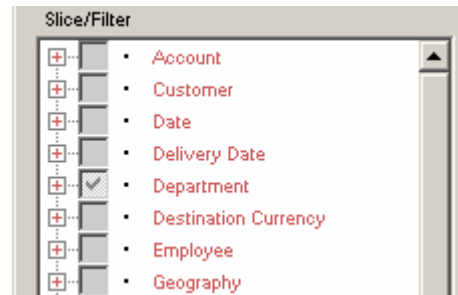 Slice/Filter
Account
Customer
Date
Delivery Date
Department
Destination Currency
Employee
Geography